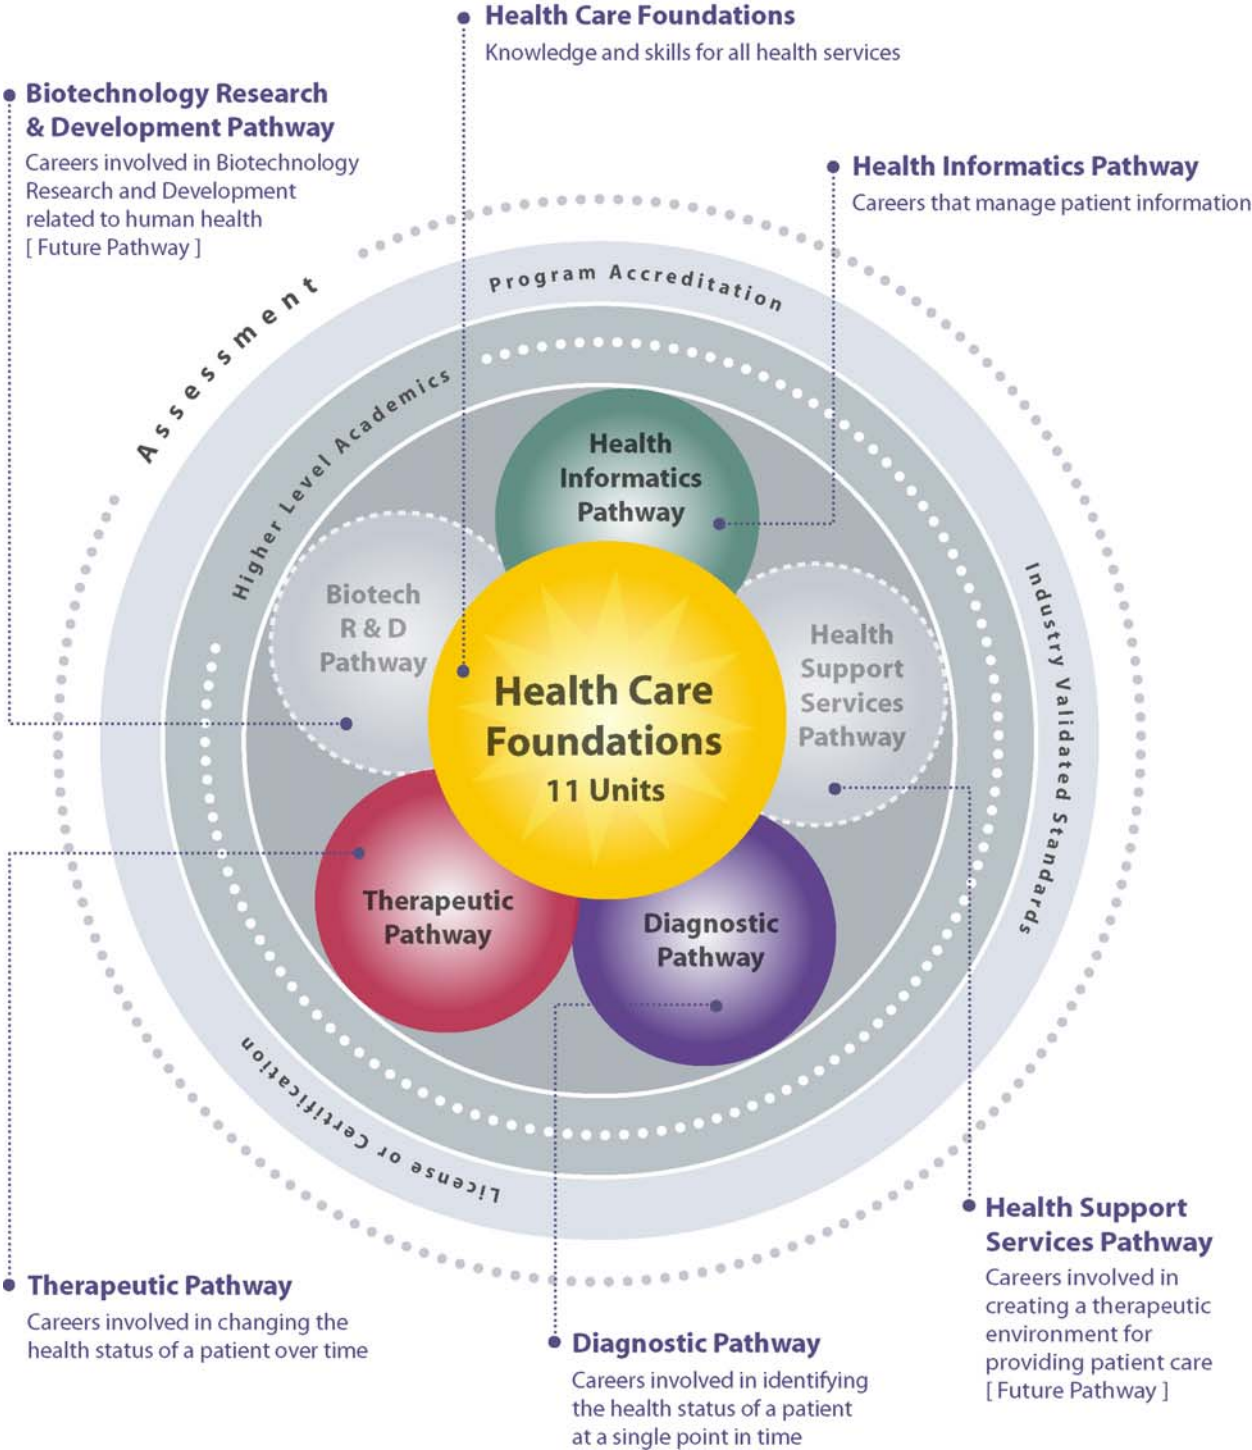 Health Care Foundations
Knowledge and skills for all health services
Biotechnology Research
& Development Pathway
Careers involved in Biotechnology
Research and Development
related to human health
[ Future Pathway ]
Health Informatics Pathway
Careers that manage patient information
Assessment
Program Accreditation
Higher Level Academics
Industry Validated Standards
License or Certification
Health
Informatics
Pathway
Biotech
R & D
Pathway
Health
Support
Services
Pathway
Health Care
Foundations
11 Units
Therapeutic
Pathway
Diagnostic
Pathway
Health Support
Services Pathway
Careers involved in
creating a therapeutic
environment for
providing patient care
[ Future Pathway ]
Therapeutic Pathway
Careers involved in changing the
health status of a patient over time
Diagnostic Pathway
Careers involved in identifying
the health status of a patient
at a single point in time